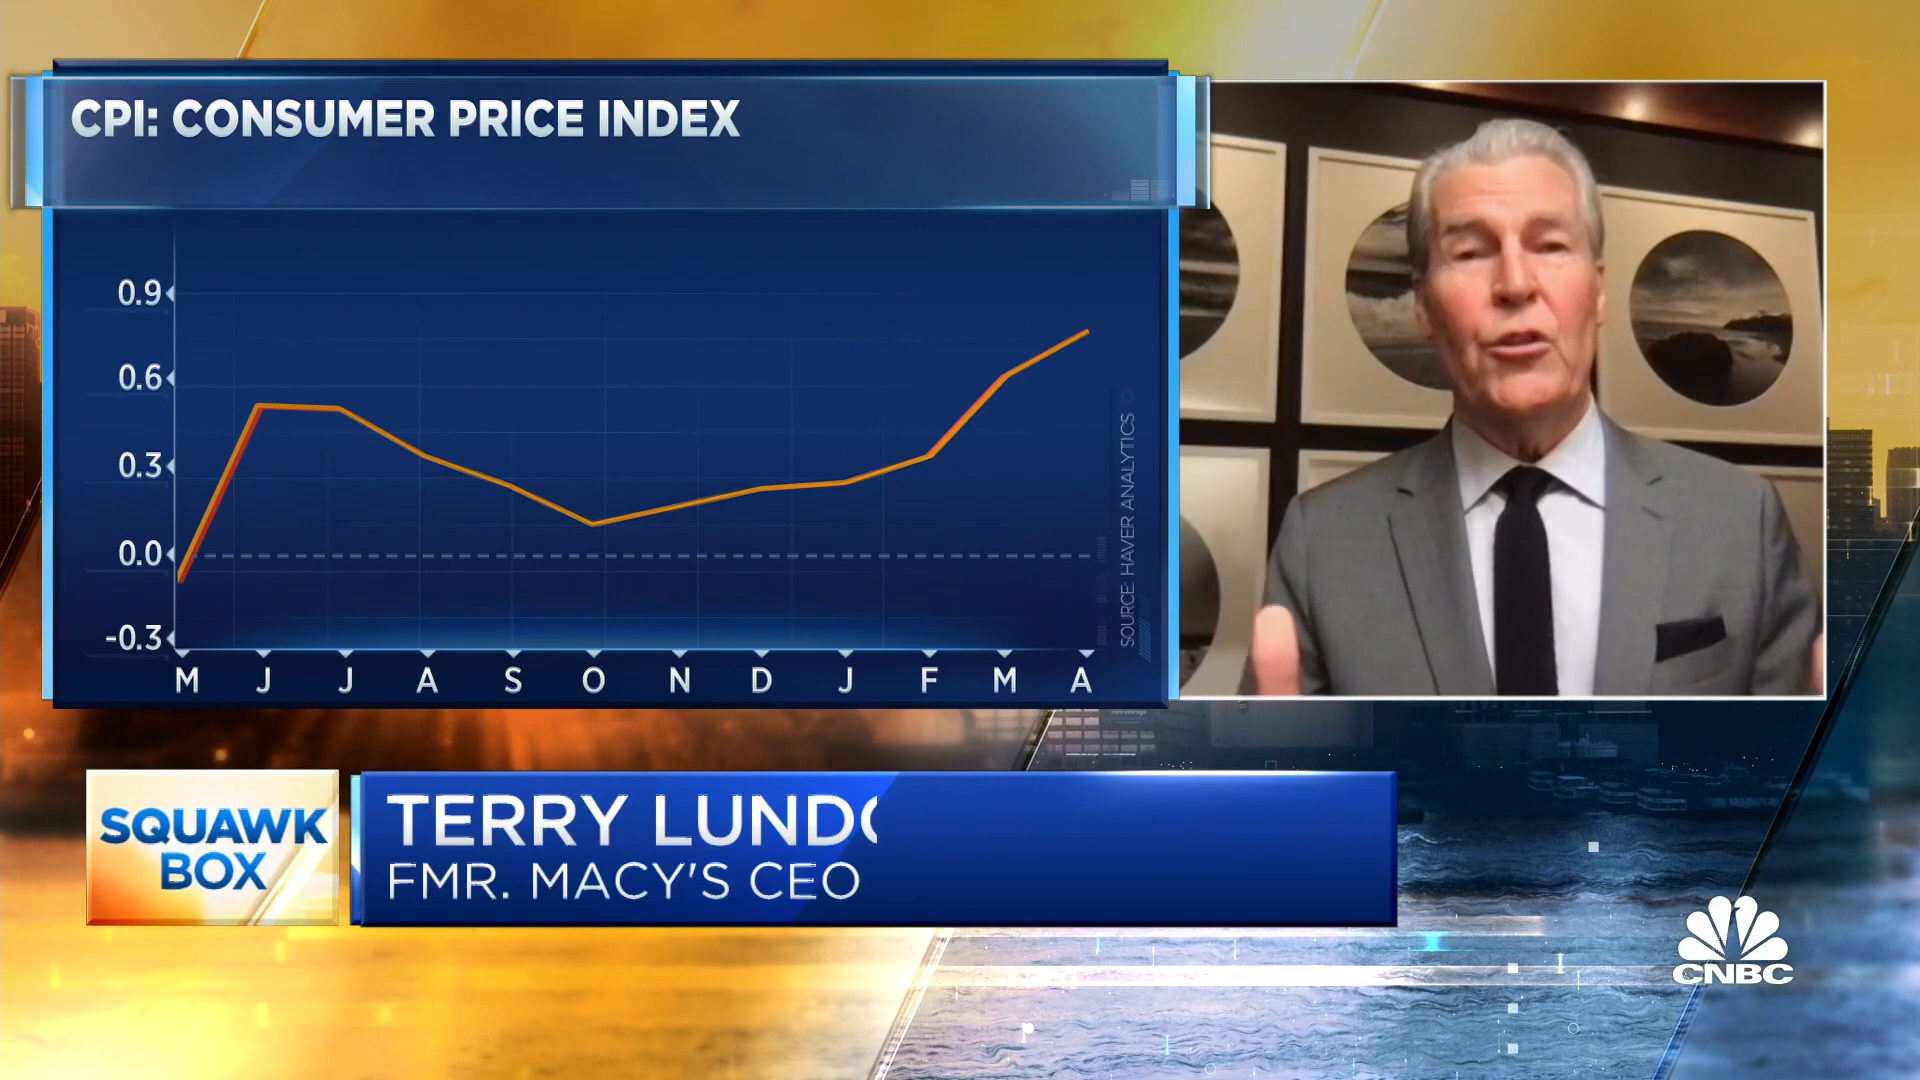 CPI: CONSUMER PRICE INDEX
0.9
0.6
0.3
0.0
-0.3
M J J A S O N D J F M A
SOURCE: HAVER ANALYTICS
SQUAWK
BOX
TERRY LUND
FMR. MACY'S CEO
CNBC